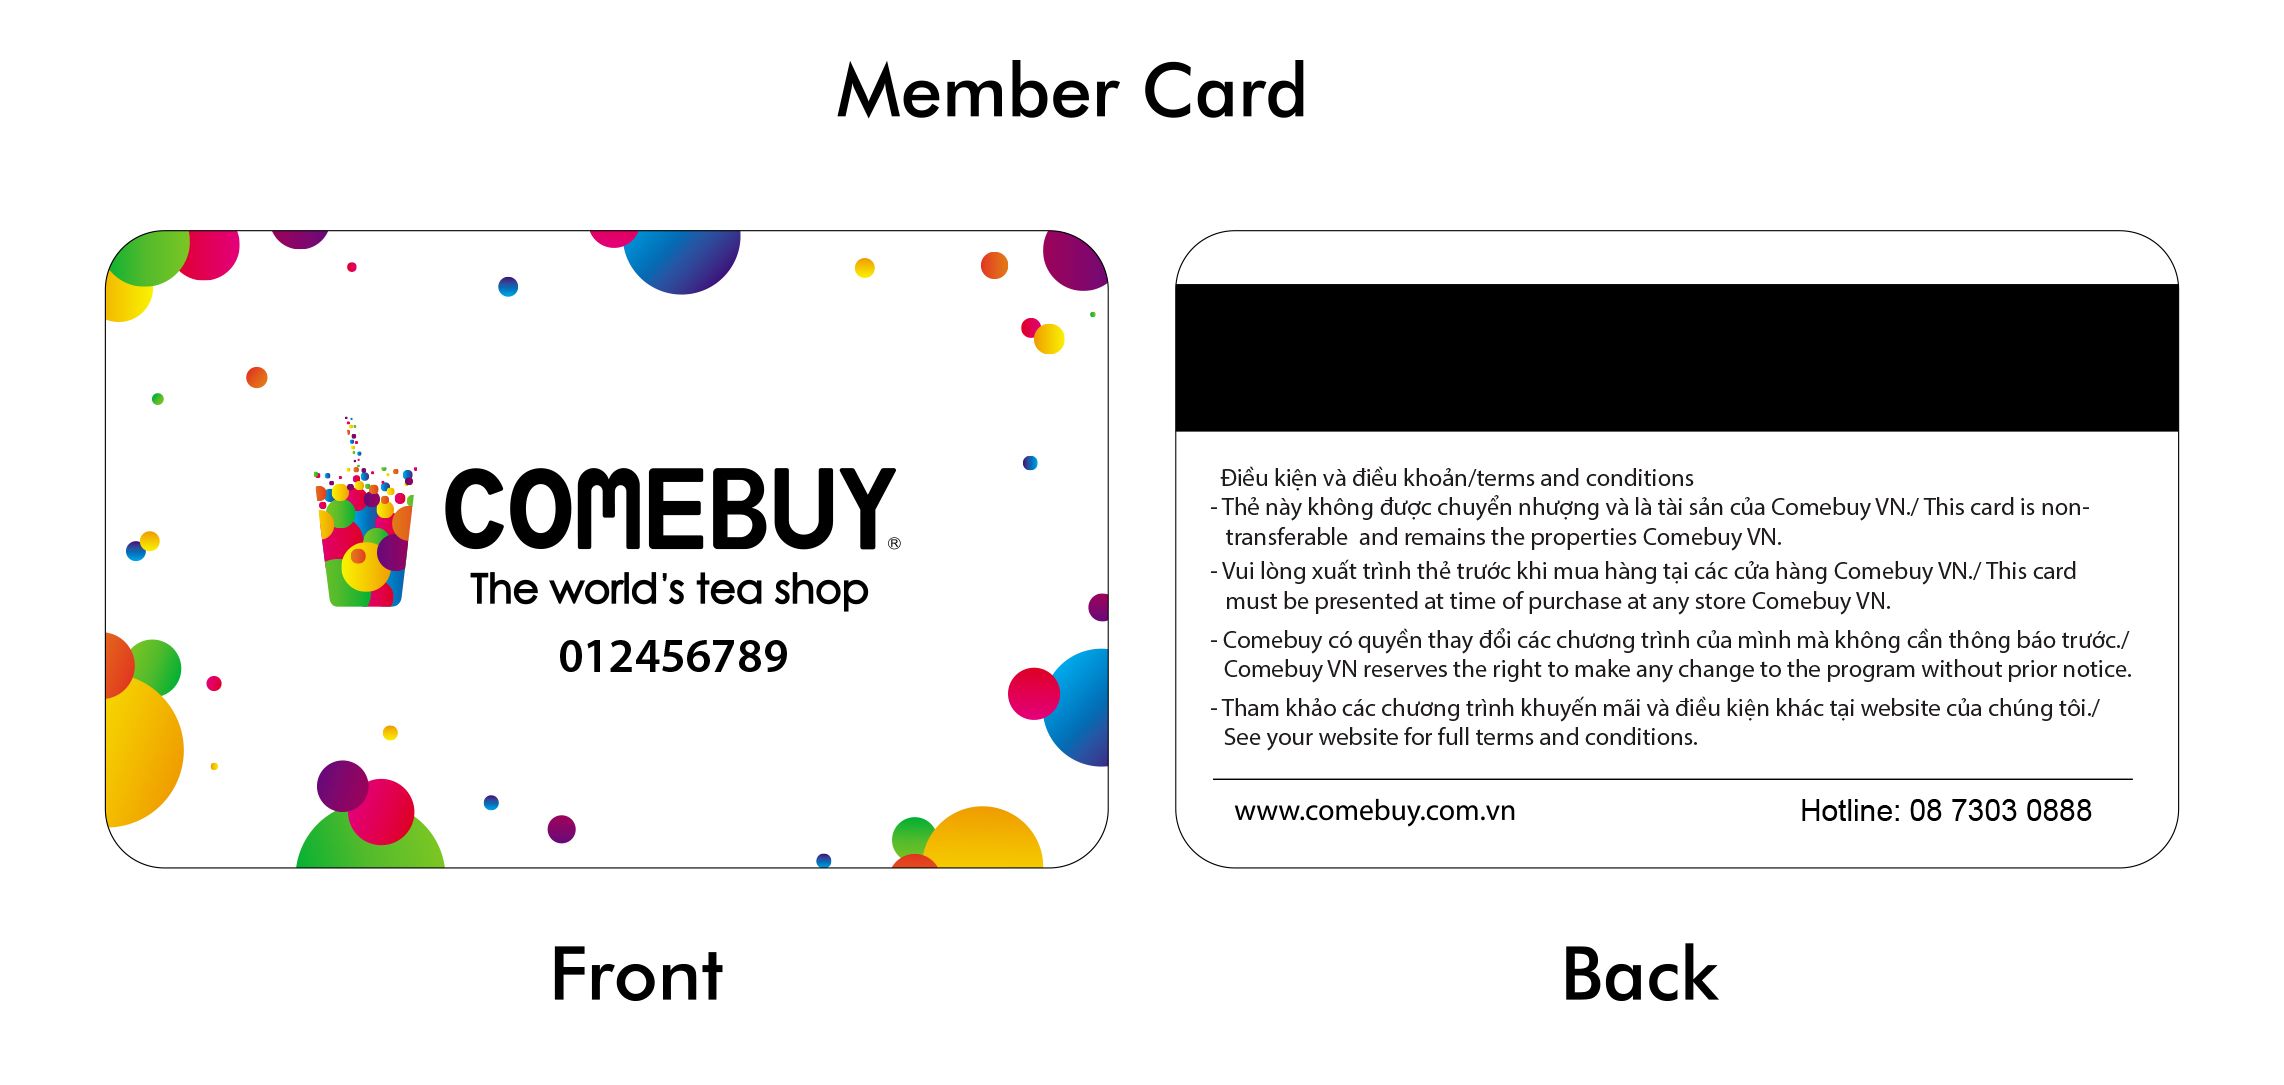 Member Card
COMEBUY®
The world's tea shop
012456789
Điều kiện và điều khoản/terms and conditions
- Thẻ này không được chuyển nhượng và là tài sản của Comebuy VN./ This card is non-
transferable and remains the properties Comebuy VN.
- Vui lòng xuất trình thẻ trước khi mua hàng tại các cửa hàng Comebuy VN./ This card
must be presented at time of purchase at any store Comebuy VN.
- Comebuy có quyền thay đổi các chương trình của mình mà không cần thông báo trước./
Comebuy VN reserves the right to make any change to the program without prior notice.
- Tham khảo các chương trình khuyến mãi và điều kiện khác tại website của chúng tôi./
See your website for full terms and conditions.
www.comebuy.com.vn
Hotline: 08 7303 0888
Front
Back